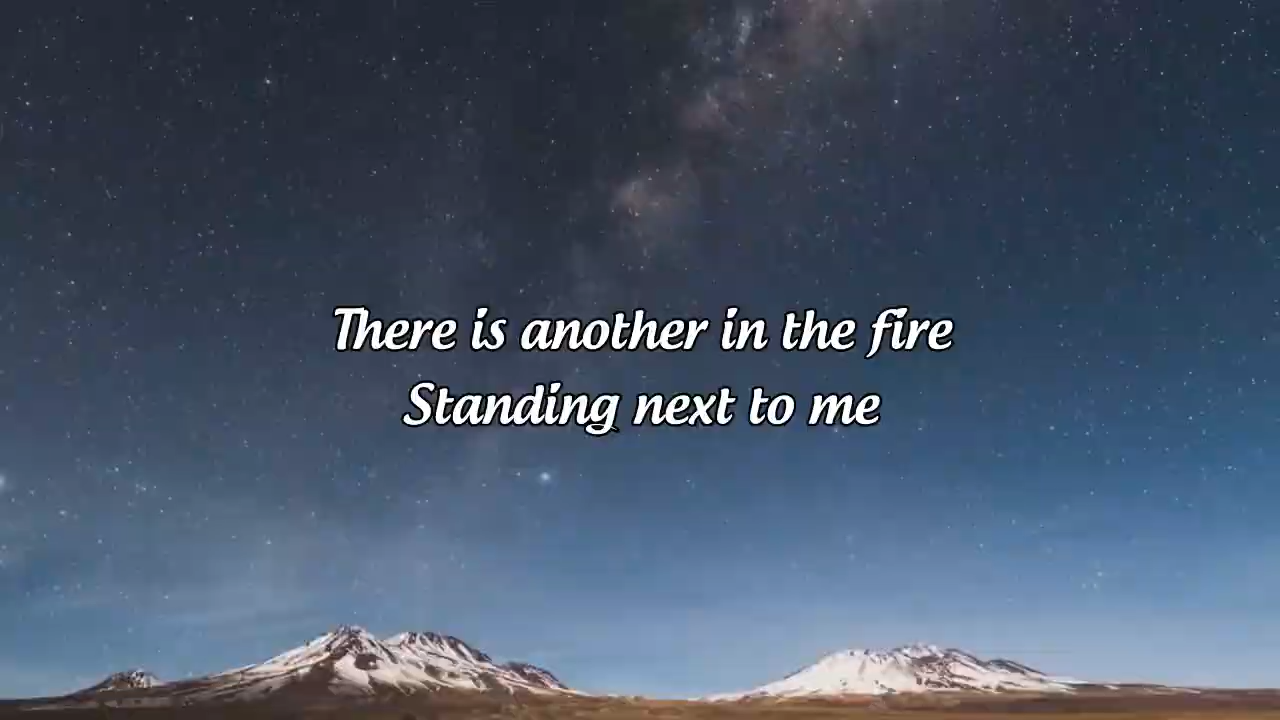 There is another in the fire
Standing next to me